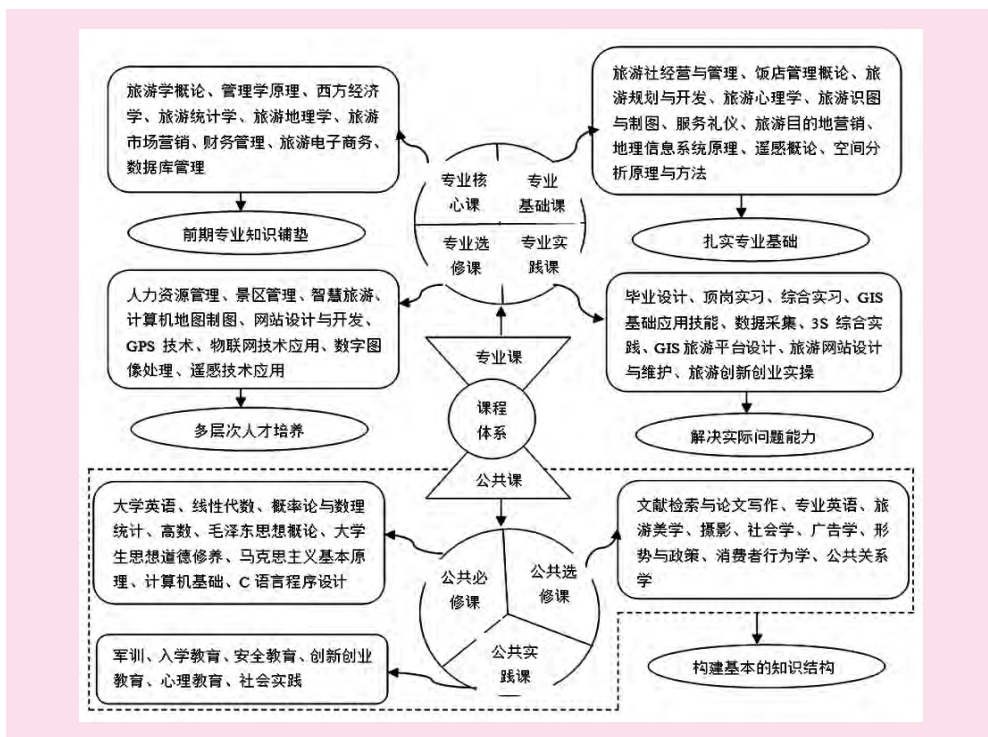 旅游学概论、管理学原理、西方经济
学、旅游统计学、旅游地理学、旅游
市场营销、财务管理、旅游电子商务、
数据库管理
前期专业知识铺垫
旅游社经营与管理、饭店管理概论、旅
游规划与开发、旅游心理学、旅游识图
与制图、服务礼仪、旅游目的地营销、
地理信息系统原理、遥感概论、空间分
析原理与方法
扎实专业基础
专业核
心课
专业
基础课
专业选
修课
专业实
践课
人力资源管理、景区管理、智慧旅游、
计算机地图制图、网站设计与开发、
GPS 技术、物联网技术应用、数字图
像处理、遥感技术应用
多层次人才培养
毕业设计、顶岗实习、综合实习、GIS
基础应用技能、数据采集、3S 综合实
践、GIS 旅游平台设计、旅游网站设计
与维护、旅游创新创业实操
解决实际问题能力
专业课
课程
体系
公共课
大学英语、线性代数、概率论与数理
统计、高数、毛泽东思想概论、大学
生思想道德修养、马克思主义基本原
理、计算机基础、C 语言程序设计
文献检索与论文写作、专业英语、旅
游美学、摄影、社会学、广告学、形
势与政策、消费者行为学、公共关系
学
公共必
修课
公共选
修课
公共实
践课
军训、入学教育、安全教育、创新创业
教育、心理教育、社会实践
构建基本的知识结构